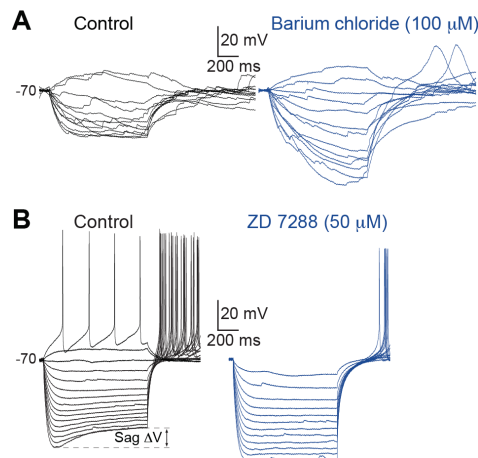 A
Control
20 mV
200 ms
Barium chloride (100 µM)
-70
B
Control
20 mV
200 ms
ZD 7288 (50 µM)
-70
Sag ΔV